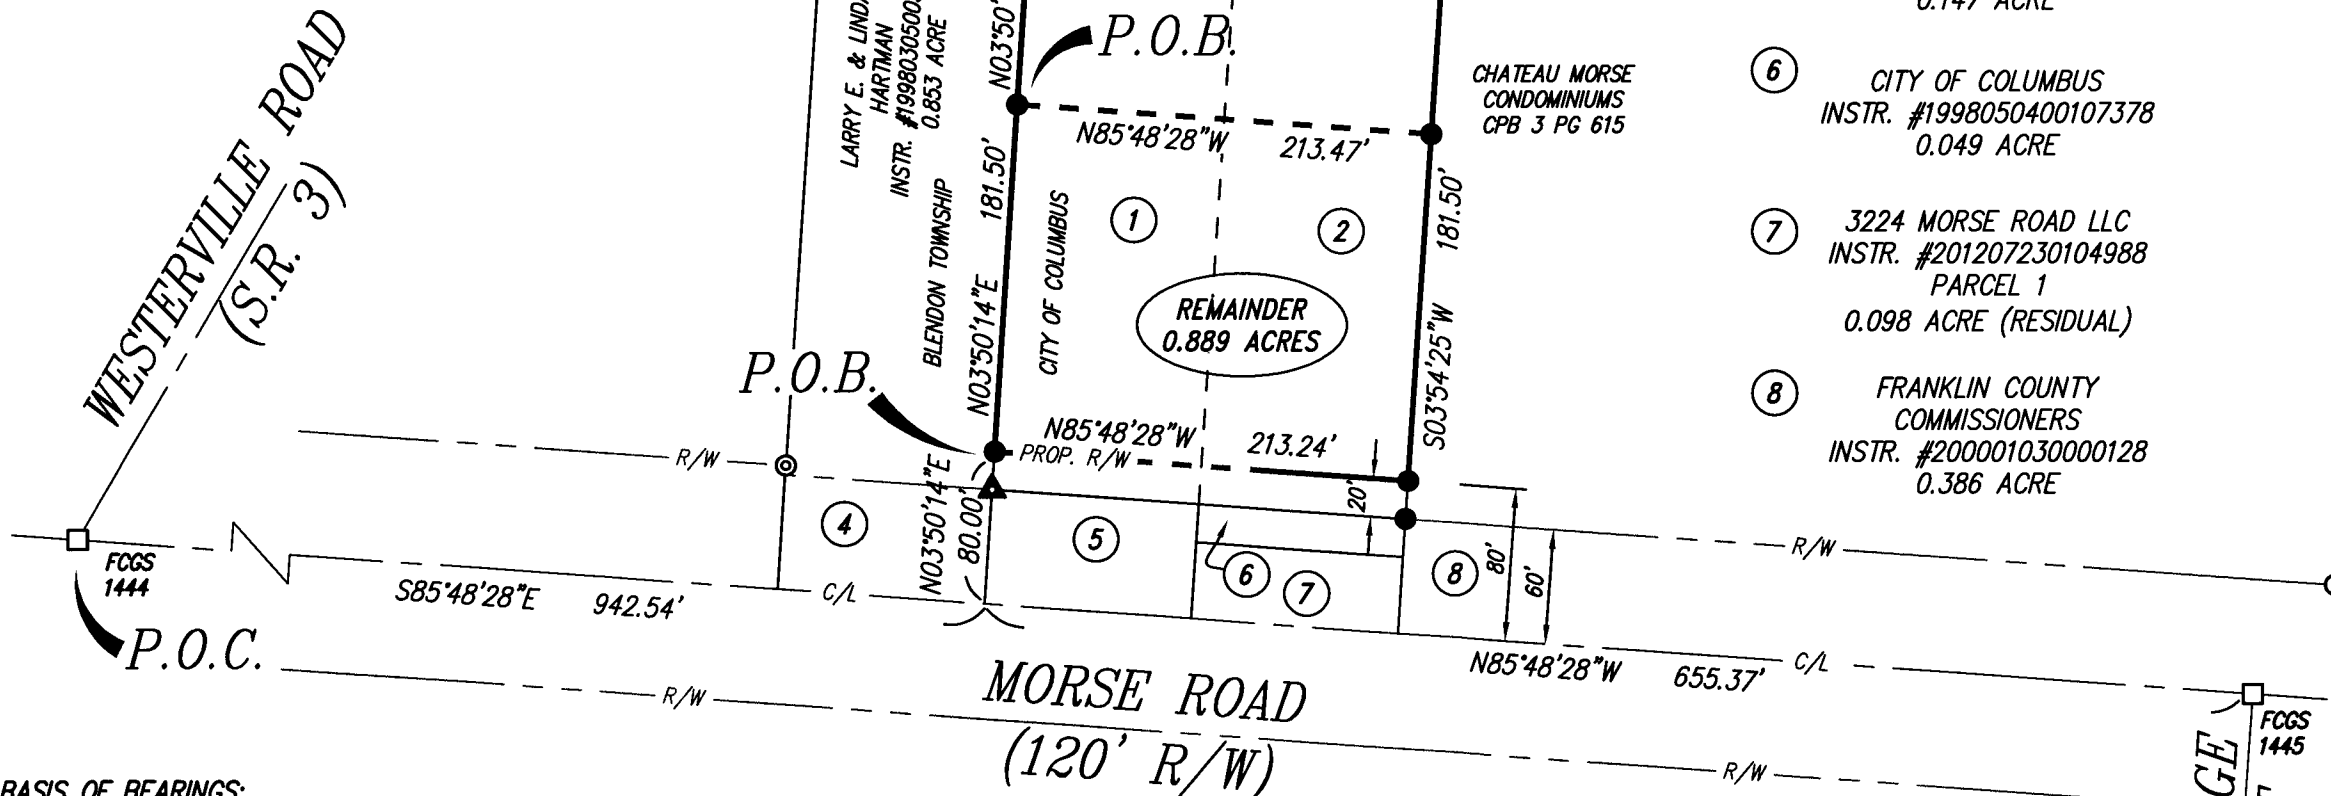 WESTERVILLE ROAD
(S.R. 3)
LARRY E. & LINDA
HARTMAN
0.853 ACRE
BLENDON TOWNSHIP
CITY OF COLUMBUS
N03°50'
P.O.B.
N85°48'28"W 213.47'
N03°50'14"E 181.50'
1
2
REMAINDER
0.889 ACRES
S03°54'25"W 181.50'
CHATEAU MORSE
CONDOMINIUMS
CPB 3 PG 615
0.147 ACRE
6
CITY OF COLUMBUS
INSTR. #199805040107378
0.049 ACRE
7
3224 MORSE ROAD LLC
INSTR. #201207230104988
PARCEL 1
0.098 ACRE (RESIDUAL)
8
FRANKLIN COUNTY
COMMISSIONERS
INSTR. #200001030000128
0.386 ACRE
P.O.B.
N85°48'28"W 213.24'
PROP. R/W
R/W
N03°50'14"E
80.00'
20'
80'
60'
4
5
6
7
8
R/W
FCGS
1444
S85°48'28"E 942.54'
C/L
P.O.C.
R/W
MORSE ROAD
(120' R/W)
N85°48'28"W 655.37'
C/L
R/W
FCGS
1445
GE
BASIS OF BEARINGS: